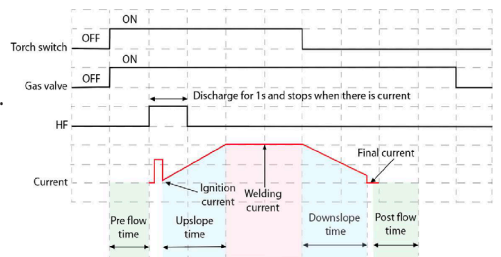 ON
OFF
Torch switch
ON
OFF
Gas valve
Discharge for 1s and stops when there is current
HF
Final current
Current
Ignition
current
Welding
current
Pre flow
time
Upslope
time
Downslope
time
Post flow
time